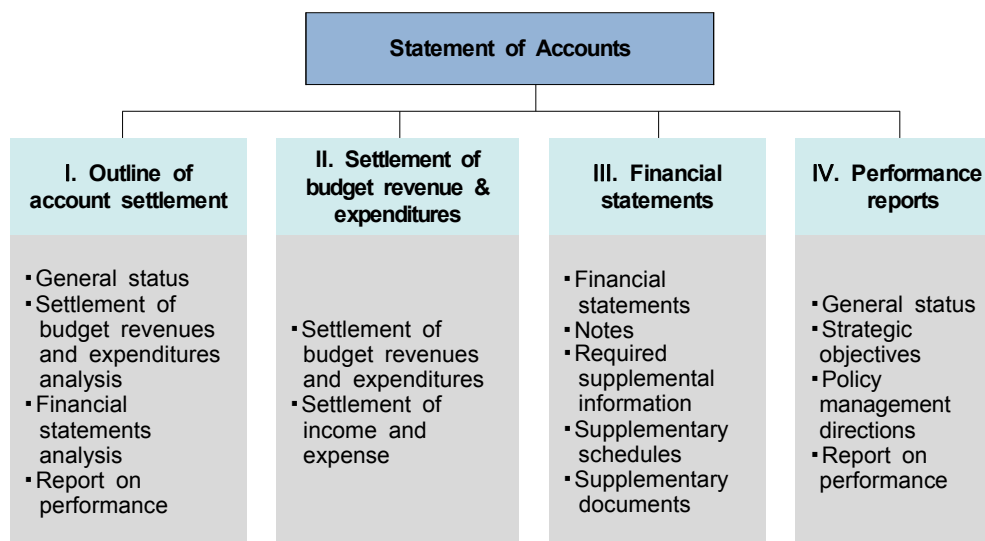 Statement of Accounts
Ⅰ. Outline of
account settlement
▪General status
▪Settlement of
budget revenues
and expenditures
analysis
▪Financial
statements
analysis
▪Report on
performance
Ⅱ. Settlement of
budget revenue &
expenditures
▪Settlement of
budget revenues
and expenditures
▪Settlement of
income and
expense
Ⅲ. Financial
statements
▪Financial
statements
▪Notes
▪Required
supplemental
information
▪Supplementary
schedules
▪Supplementary
documents
Ⅳ. Performance
reports
▪General status
▪Strategic
objectives
▪Policy
management
directions
▪Report on
performance